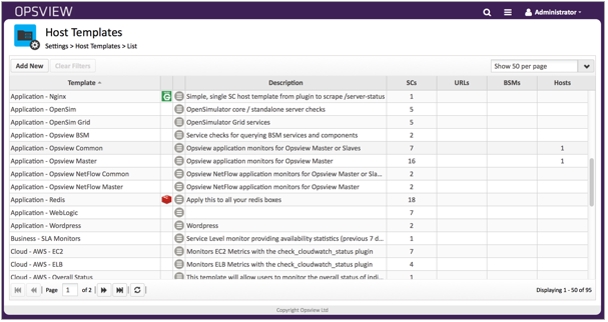 OPSVIEW
Administrator
Host Templates
Settings > Host Templates > List
Add New Clear Filters Show 50 per page
Template Description SCs URLs BSMs Hosts
Application - Nginx Simple, single SC host template from plugin to scrape /server-status 1
Application - OpenSim OpenSimulator core / standalone server checks 5
Application - OpenSim Grid OpenSimulator Grid services 5
Application - Opsview BSM Service checks for querying BSM services and components 2
Application - Opsview Common Opsview application monitors for Opsview Master or Slaves 7 1
Application - Opsview Master Opsview application monitors for Opsview Master 16 1
Application - Opsview NetFlow Common Opsview NetFlow application monitors for Opsview Master or Sla... 2
Application - Opsview NetFlow Master Opsview NetFlow application monitors for Opsview Master 2
Application - Redis Apply this to all your redis boxes 18
Application - WebLogic 7
Application - Wordpress Wordpress 2
Business - SLA Monitors Service Level monitor providing availability statistics (previous 7 d... 1
Cloud - AWS - EC2 Monitors EC2 Metrics with the check_cloudwatch_status plugin 7
Cloud - AWS - ELB Monitors ELB Metrics with the check_cloudwatch_status plugin 4
Cloud - AWS - Overall Status This template will allow users to monitor the overall status of indi... 1
Page 1 of 2 Displaying 1 - 50 of 95
Copyright Opsview Ltd